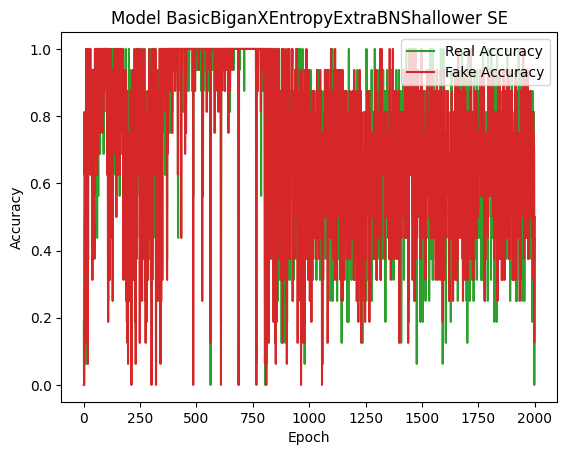 Model BasicBiganXEntropyExtraBNShallower SE
Real Accuracy
Fake Accuracy
Accuracy
1.0
0.8
0.6
0.4
0.2
0.0
0 250 500 750 1000 1250 1500 1750 2000
Epoch